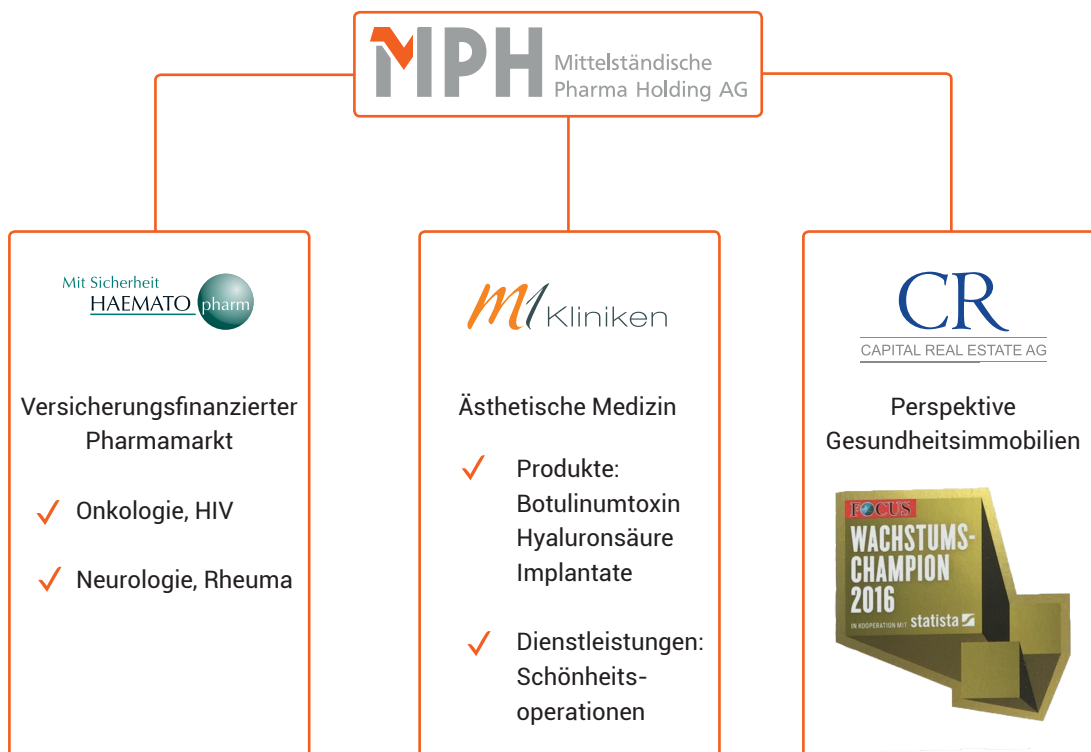 MPH Mittelständische
Pharma Holding AG
Mit Sicherheit
HAEMATO pharm
Versicherungsfinanzierter
Pharmamarkt
Onkologie, HIV
Neurologie, Rheuma
m1 Kliniken
Ästhetische Medizin
Produkte:
Botulinumtoxin
Hyaluronsäure
Implantate
Dienstleistungen:
Schönheits-
operationen
CR
CAPITAL REAL ESTATE AG
Perspektive
Gesundheitsimmobilien
FOCUS
WACHSTUMS-
CHAMPION
2016
IN KOOPERATION MIT statista